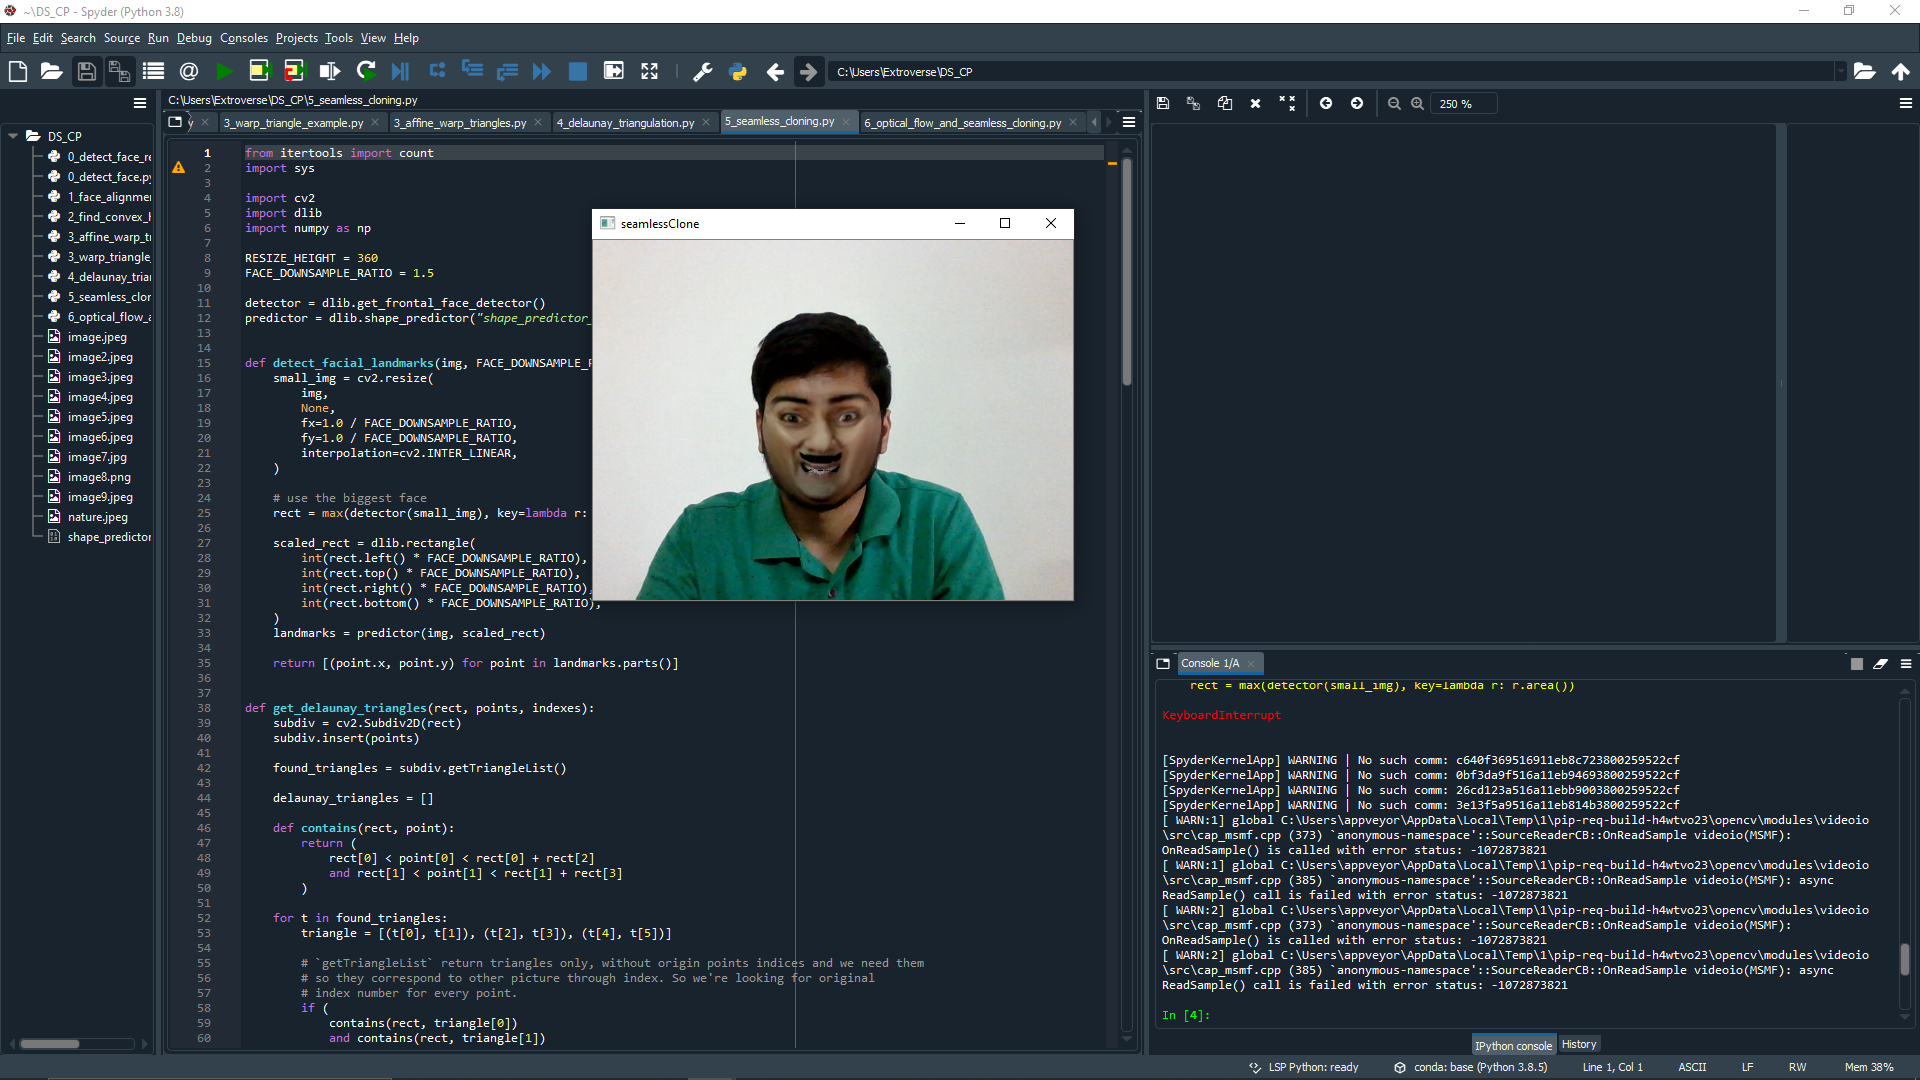 ~\DS_CP - Spyder (Python 3.8)
File Edit Search Source Run Debug Consoles Projects Tools View Help
C:\Users\Extroverse\DS_CP
C:\Users\Extroverse\DS_CP\5_seamless_cloning.py
250 %
3_warp_triangle_example.py 3_affine_warp_triangles.py 4_delaunay_triangulation.py 5_seamless_cloning.py 6_optical_flow_and_seamless_cloning.py
DS_CP
0_detect_face_re
0_detect_face.py
1_face_alignmen
2_find_convex_h
3_affine_warp_tr
3_warp_triangle_
4_delaunay_trian
5_seamless_clon
6_optical_flow_a
image.jpeg
image2.jpeg
image3.jpeg
image4.jpeg
image5.jpeg
image6.jpeg
image7.jpg
image8.png
image9.jpeg
nature.jpeg
shape_predictor
1 from itertools import count
2 import sys
3
4 import cv2
5 import dlib
6 import numpy as np
7
8 RESIZE_HEIGHT = 360
9 FACE_DOWNSAMPLE_RATIO = 1.5
10
11 detector = dlib.get_frontal_face_detector()
12 predictor = dlib.shape_predictor("shape_predictor_
13
14
15 def detect_facial_landmarks(img, FACE_DOWNSAMPLE_R
16 small_img = cv2.resize(
17 img,
18 None,
19 fx=1.0 / FACE_DOWNSAMPLE_RATIO,
20 fy=1.0 / FACE_DOWNSAMPLE_RATIO,
21 interpolation=cv2.INTER_LINEAR,
22 )
23
24 # use the biggest face
25 rect = max(detector(small_img), key=lambda r:
26
27 scaled_rect = dlib.rectangle(
28 int(rect.left() * FACE_DOWNSAMPLE_RATIO),
29 int(rect.top() * FACE_DOWNSAMPLE_RATIO),
30 int(rect.right() * FACE_DOWNSAMPLE_RATIO),
31 int(rect.bottom() * FACE_DOWNSAMPLE_RATIO),
32 )
33 landmarks = predictor(img, scaled_rect)
34
35 return [(point.x, point.y) for point in landmarks.parts()]
36
37
38 def get_delaunay_triangles(rect, points, indexes):
39 subdiv = cv2.Subdiv2D(rect)
40 subdiv.insert(points)
41
42 found_triangles = subdiv.getTriangleList()
43
44 delaunay_triangles = []
45
46 def contains(rect, point):
47 return (
48 rect[0] < point[0] < rect[0] + rect[2]
49 and rect[1] < point[1] < rect[1] + rect[3]
50 )
51
52 for t in found_triangles:
53 triangle = [(t[0], t[1]), (t[2], t[3]), (t[4], t[5])]
54
55 # `getTriangleList` return triangles only, without origin points indices and we need them
56 # so they correspond to other picture through index. So we're looking for original
57 # index number for every point.
58 if (
59 contains(rect, triangle[0])
60 and contains(rect, triangle[1])
seamlessClone
Console 1/A
rect = max(detector(small_img), key=lambda r: r.area())
KeyboardInterrupt
[SpyderKernelApp] WARNING | No such comm: c640f369516911eb8c723800259522cf
[SpyderKernelApp] WARNING | No such comm: 0bf3da9f516a11eb94693800259522cf
[SpyderKernelApp] WARNING | No such comm: 26cd123a516a11ebb9003800259522cf
[SpyderKernelApp] WARNING | No such comm: 3e13f5a9516a11eb814b3800259522cf
[ WARN:1] global C:\Users\appveyor\AppData\Local\Temp\1\pip-req-build-h4wtvo23\opencv\modules\videoio
\src\cap_msmf.cpp (373) `anonymous-namespace'::SourceReaderCB::OnReadSample videoio(MSMF):
OnReadSample() is called with error status: -1072873821
[ WARN:1] global C:\Users\appveyor\AppData\Local\Temp\1\pip-req-build-h4wtvo23\opencv\modules\videoio
\src\cap_msmf.cpp (385) `anonymous-namespace'::SourceReaderCB::OnReadSample videoio(MSMF): async
ReadSample() call is failed with error status: -1072873821
[ WARN:2] global C:\Users\appveyor\AppData\Local\Temp\1\pip-req-build-h4wtvo23\opencv\modules\videoio
\src\cap_msmf.cpp (373) `anonymous-namespace'::SourceReaderCB::OnReadSample videoio(MSMF):
OnReadSample() is called with error status: -1072873821
[ WARN:2] global C:\Users\appveyor\AppData\Local\Temp\1\pip-req-build-h4wtvo23\opencv\modules\videoio
\src\cap_msmf.cpp (385) `anonymous-namespace'::SourceReaderCB::OnReadSample videoio(MSMF): async
ReadSample() call is failed with error status: -1072873821
In [4]:
IPython console History
LSP Python: ready conda: base (Python 3.8.5) Line 1, Col 1 ASCII LF RW Mem 38%